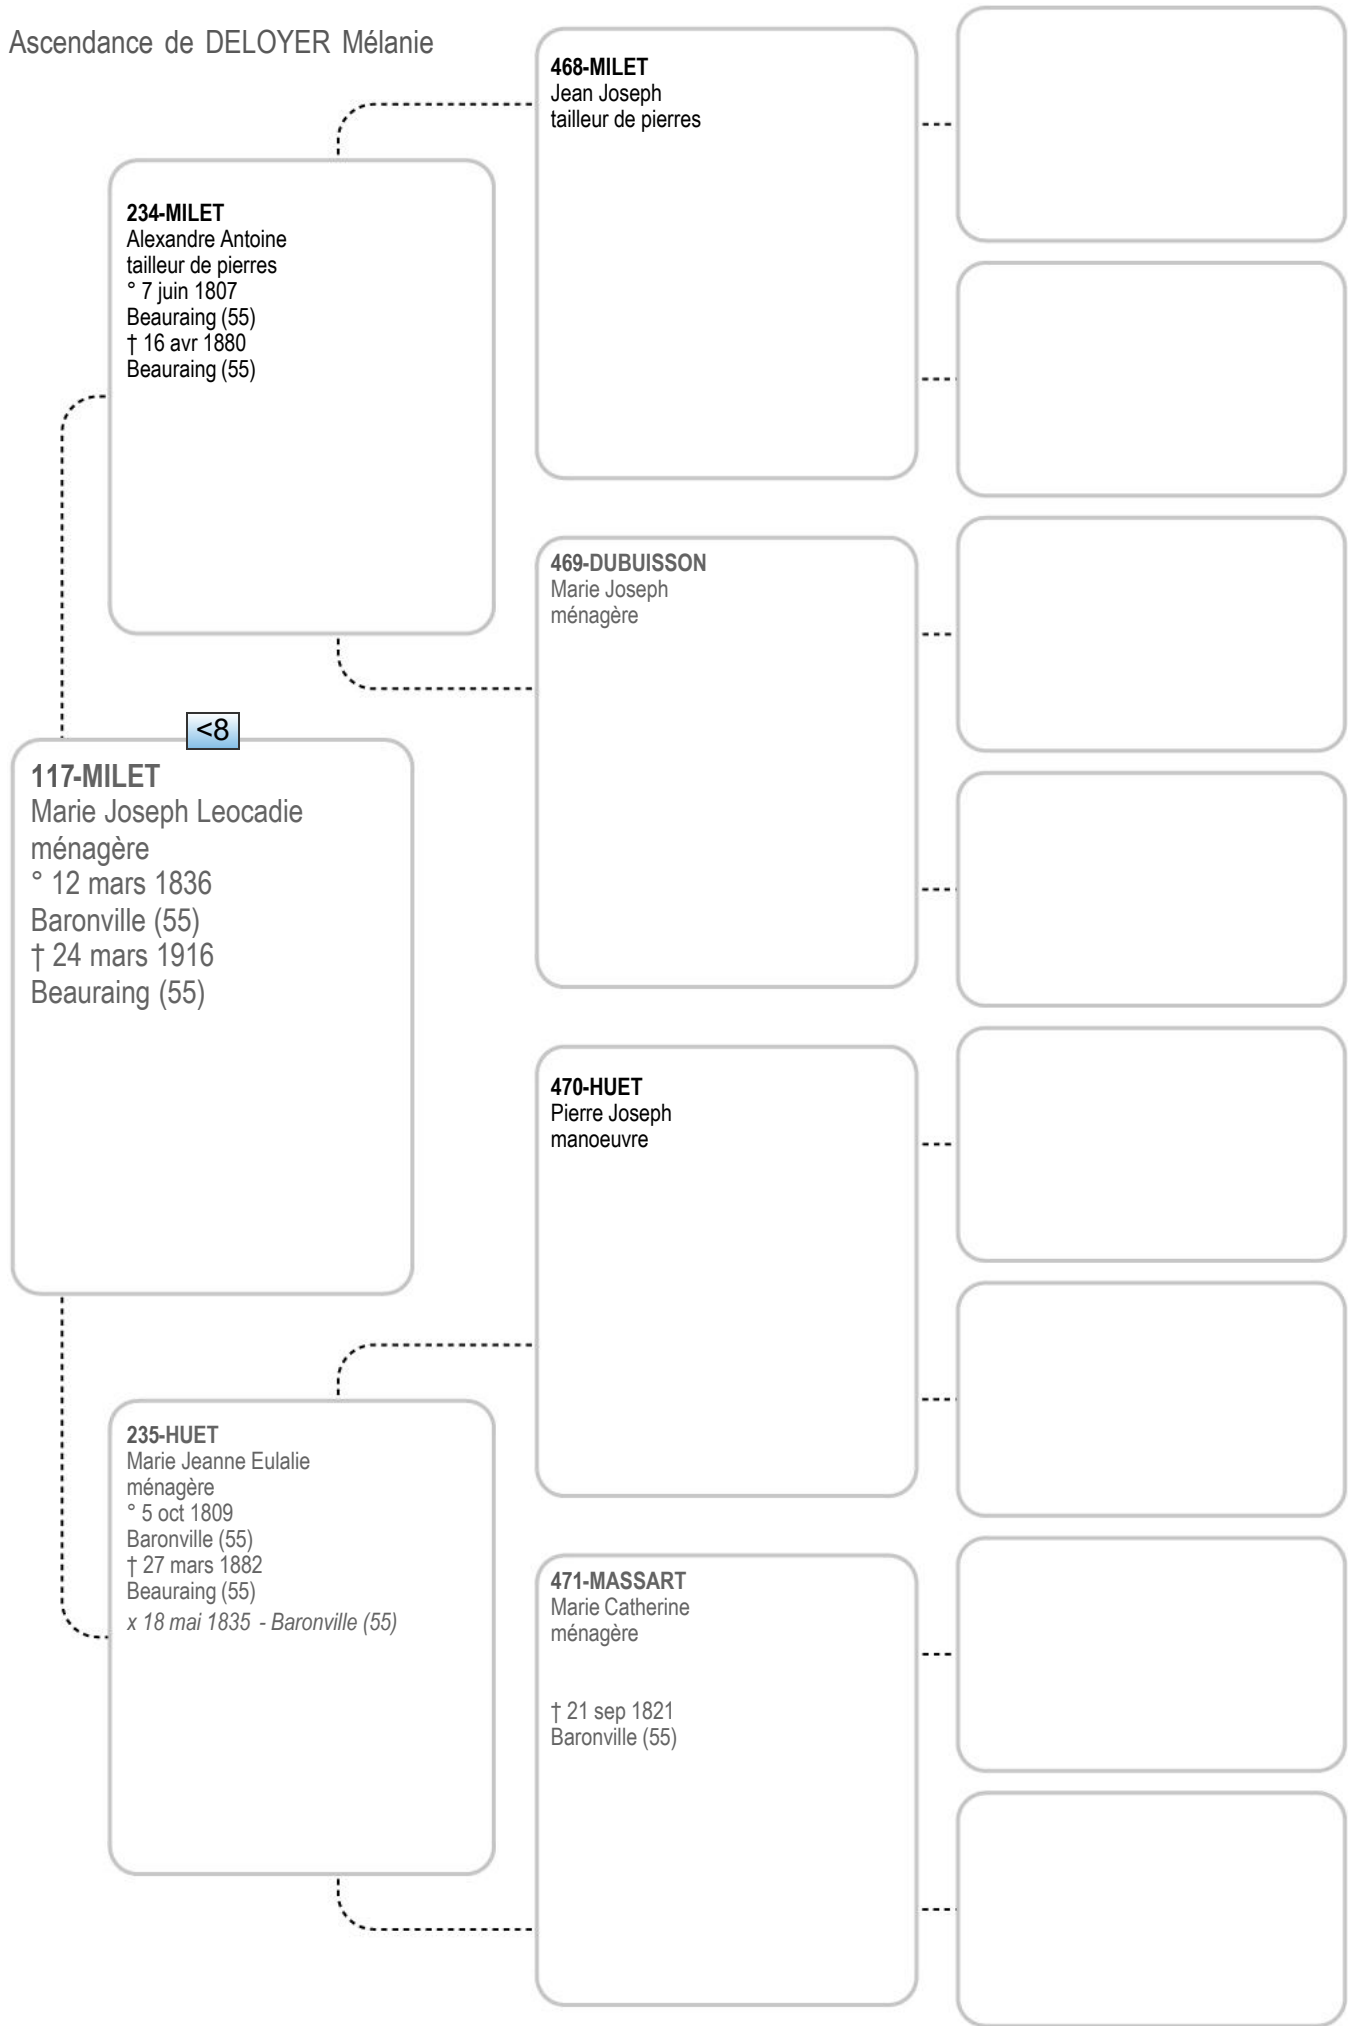 Ascendance de DELOYER Mélanie
468-MILET
Jean Joseph
tailleur de pierres
234-MILET
Alexandre Antoine
tailleur de pierres
° 7 juin 1807
Beauraing (55)
† 16 avr 1880
Beauraing (55)
469-DUBUISSON
Marie Joseph
ménagère
<8
117-MILET
Marie Joseph Leocadie
ménagère
° 12 mars 1836
Baronville (55)
† 24 mars 1916
Beauraing (55)
470-HUET
Pierre Joseph
manoeuvre
235-HUET
Marie Jeanne Eulalie
ménagère
° 5 oct 1809
Baronville (55)
† 27 mars 1882
Beauraing (55)
x 18 mai 1835 - Baronville (55)
471-MASSART
Marie Catherine
ménagère
† 21 sep 1821
Baronville (55)